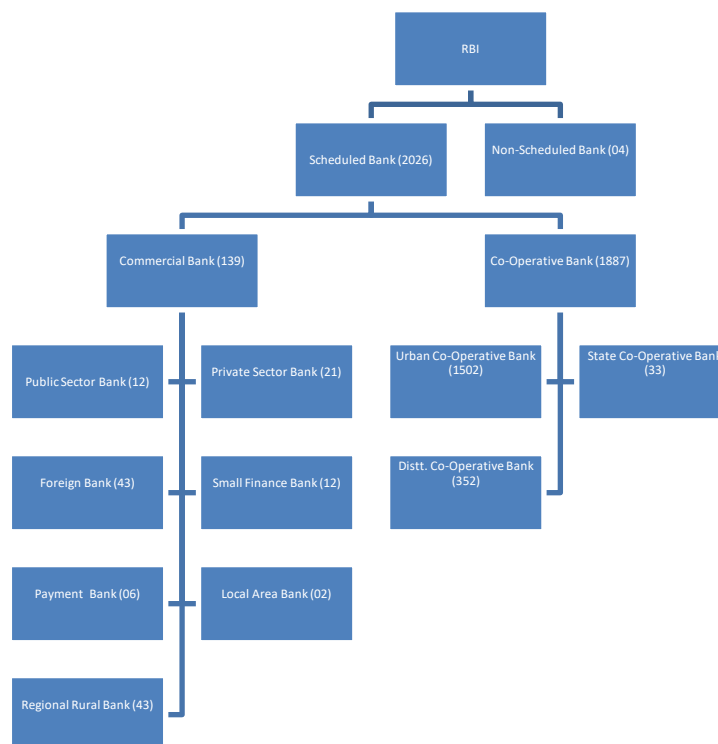 RBI
Scheduled Bank (2026)
Non-Scheduled Bank (04)
Commercial Bank (139)
Co-Operative Bank (1887)
Public Sector Bank (12)
Private Sector Bank (21)
Urban Co-Operative Bank
(1502)
State Co-Operative Bank
(33)
Foreign Bank (43)
Small Finance Bank (12)
Distt. Co-Operative Bank
(352)
Payment Bank (06)
Local Area Bank (02)
Regional Rural Bank (43)